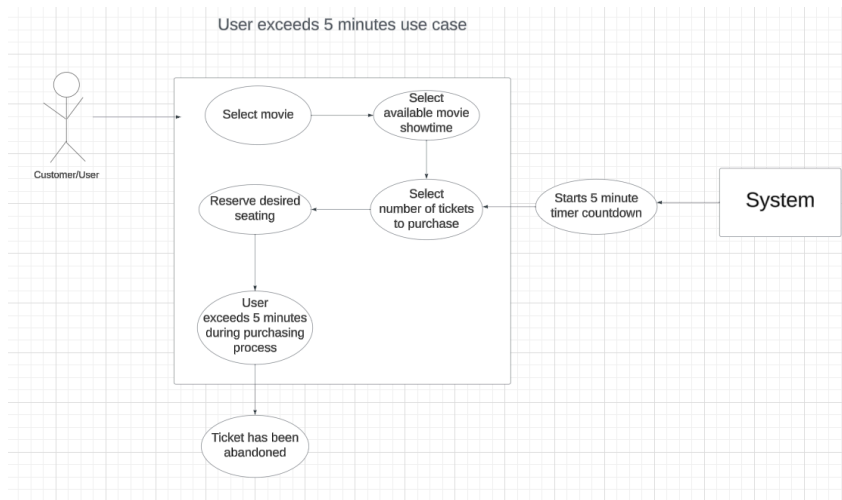 User exceeds 5 minutes use case
Select movie
Select
available movie
showtime
Customer/User
Reserve desired
seating
Select
number of tickets
to purchase
Starts 5 minute
timer countdown
System
User
exceeds 5 minutes
during purchasing
process
Ticket has been
abandoned